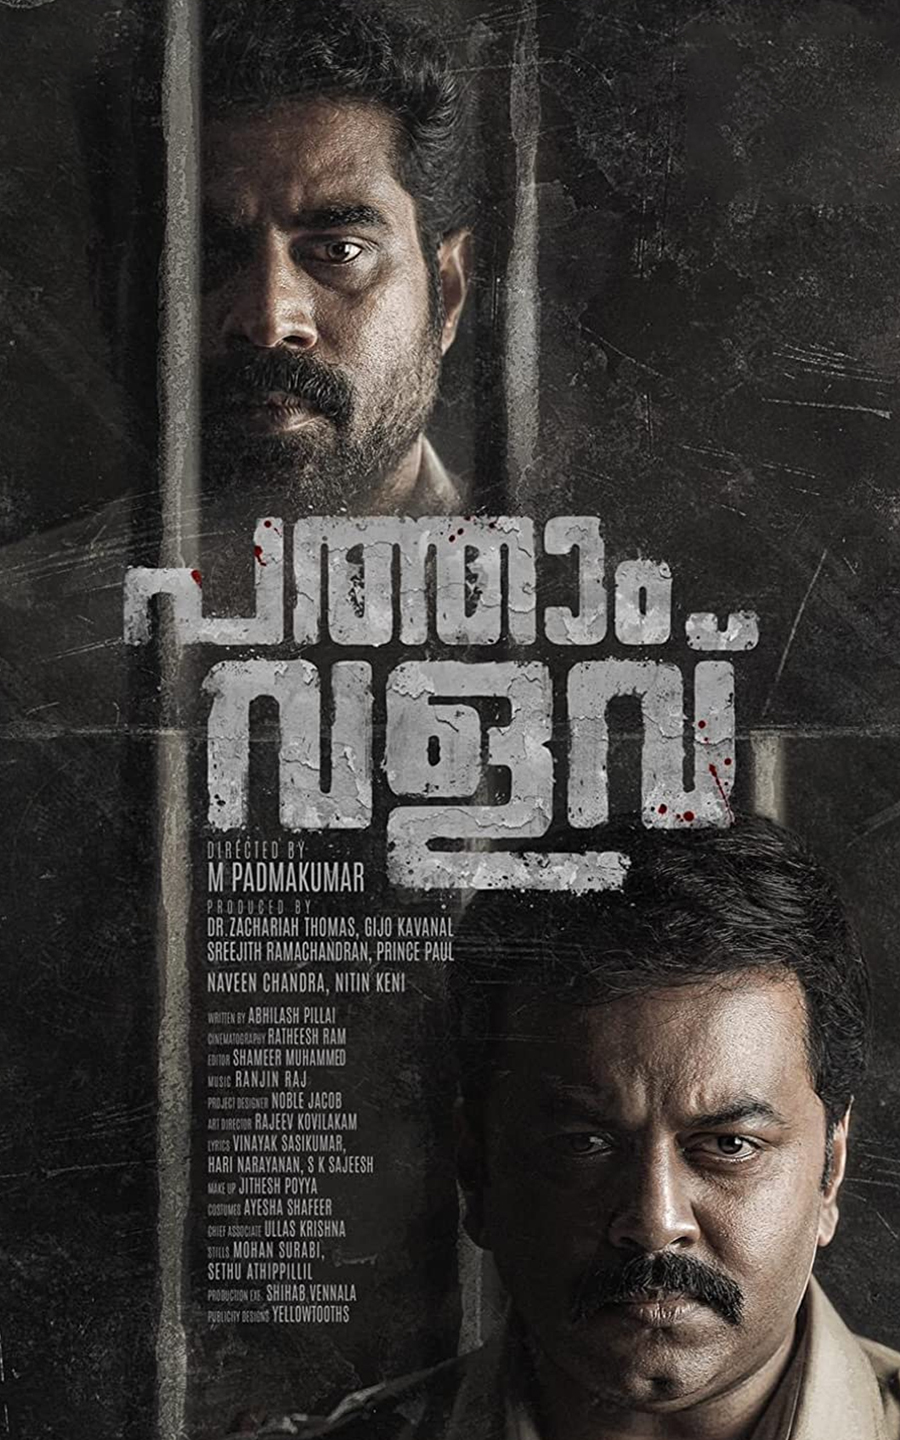 പത്താം
വളവ്
DIRECTED BY
M PADMAKUMAR
PRODUCED BY
DR.ZACHARIAH THOMAS, GIJO KAVANAL
SREEJITH RAMACHANDRAN, PRINCE PAUL
NAVEEN CHANDRA, NITIN KENI
WRITTEN BY ABHILASH PILLAI
CINEMATOGRAPHY RATHEESH RAM
EDITOR SHAMEER MUHAMMED
MUSIC RANJIN RAJ
PROJECT DESIGNER NOBLE JACOB
ART DIRECTOR RAJEEV KOVILAKAM
LYRICS VINAYAK SASIKUMAR,
HARI NARAYANAN, S K SAJEESH
MAKE UP JITHESH POYYA
COSTUMES AYESHA SHAFEER
CHIEF ASSOCIATE ULLAS KRISHNA
STILLS MOHAN SURABI,
SETHU ATHIPPILLIL
PRODUCTION EXE. SHIHAB VENNALA
PUBLICITY DESIGNS YELLOWTOOTHS